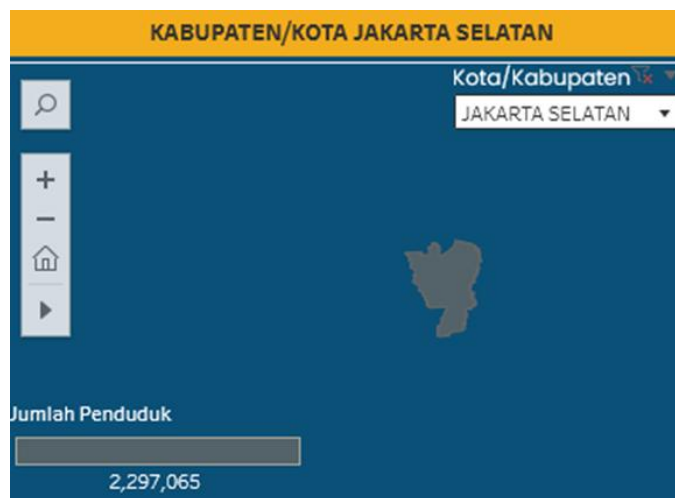 KABUPATEN/KOTA JAKARTA SELATAN
Kota/Kabupaten
JAKARTA SELATAN
Jumlah Penduduk
2,297,065